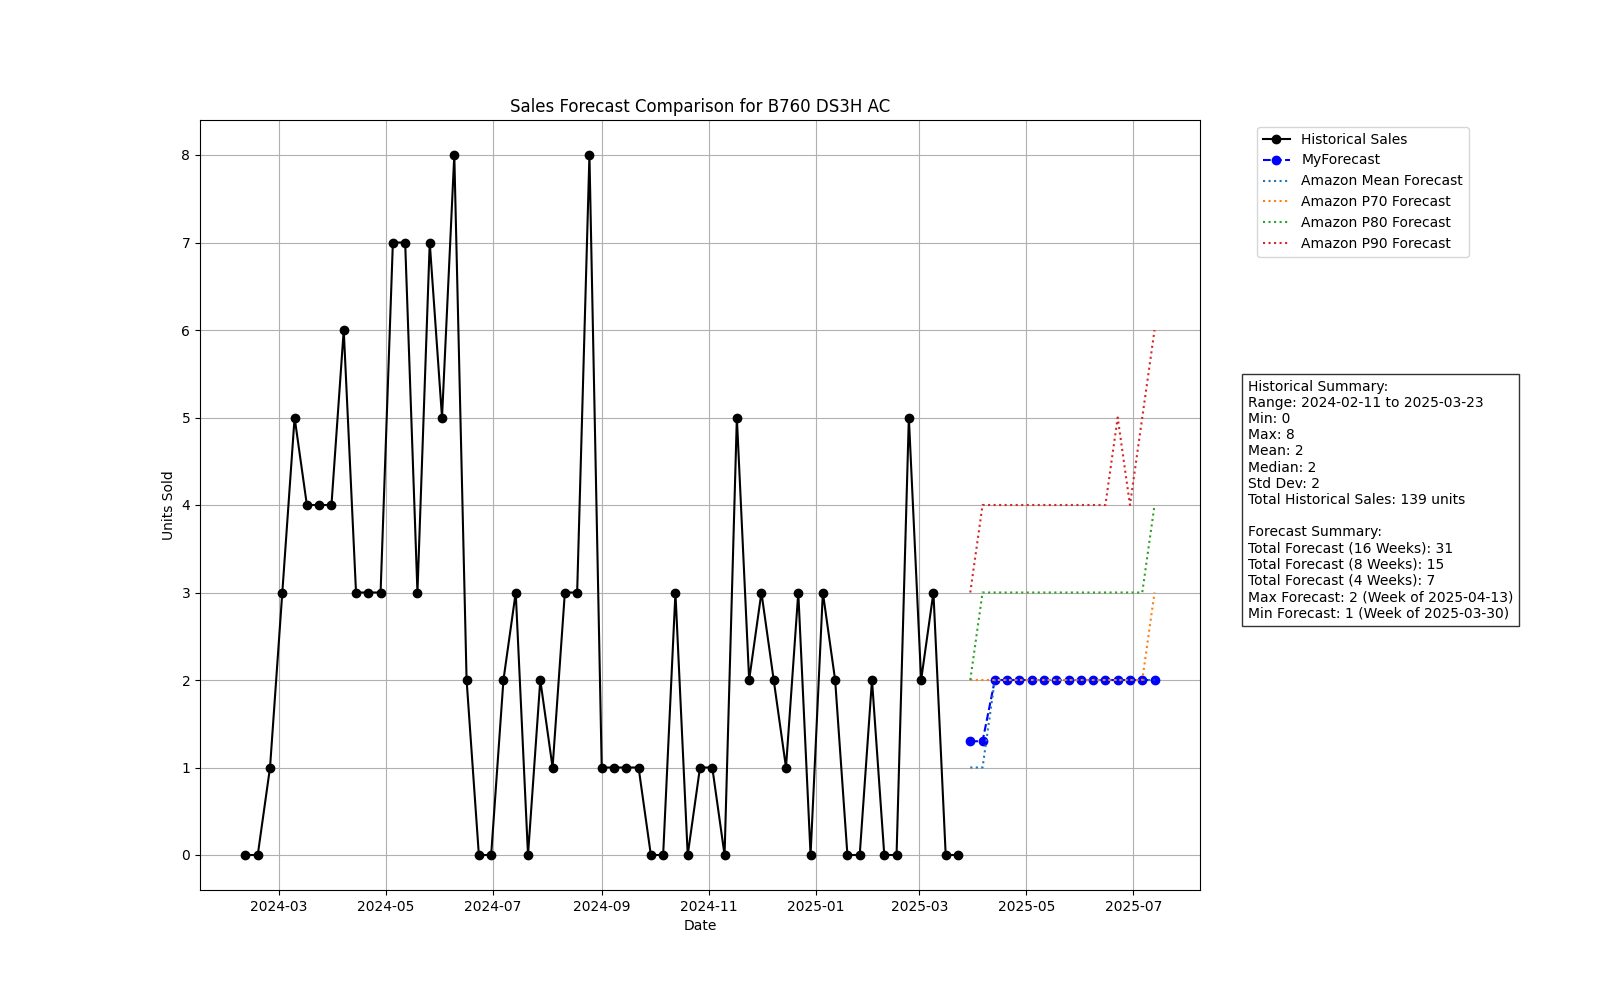 Sales Forecast Comparison for B760 DS3H AC
Historical Sales
MyForecast
Amazon Mean Forecast
Amazon P70 Forecast
Amazon P80 Forecast
Amazon P90 Forecast
8
7
6
5
4
3
2
1
0
Units Sold
2024-03
2024-05
2024-07
2024-09
2024-11
2025-01
2025-03
2025-05
2025-07
Date
Historical Summary:
Range: 2024-02-11 to 2025-03-23
Min: 0
Max: 8
Mean: 2
Median: 2
Std Dev: 2
Total Historical Sales: 139 units
Forecast Summary:
Total Forecast (16 Weeks): 31
Total Forecast (8 Weeks): 15
Total Forecast (4 Weeks): 7
Max Forecast: 2 (Week of 2025-04-13)
Min Forecast: 1 (Week of 2025-03-30)